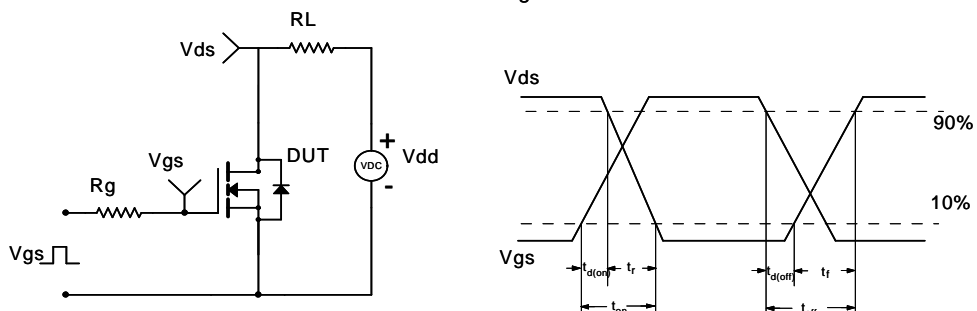 RL
Vds
Vgs
DUT
VDC
+
-
Vdd
Rg
Vgs
Vds
90%
10%
Vgs
td(on)
tr
td(off)
tf
ton